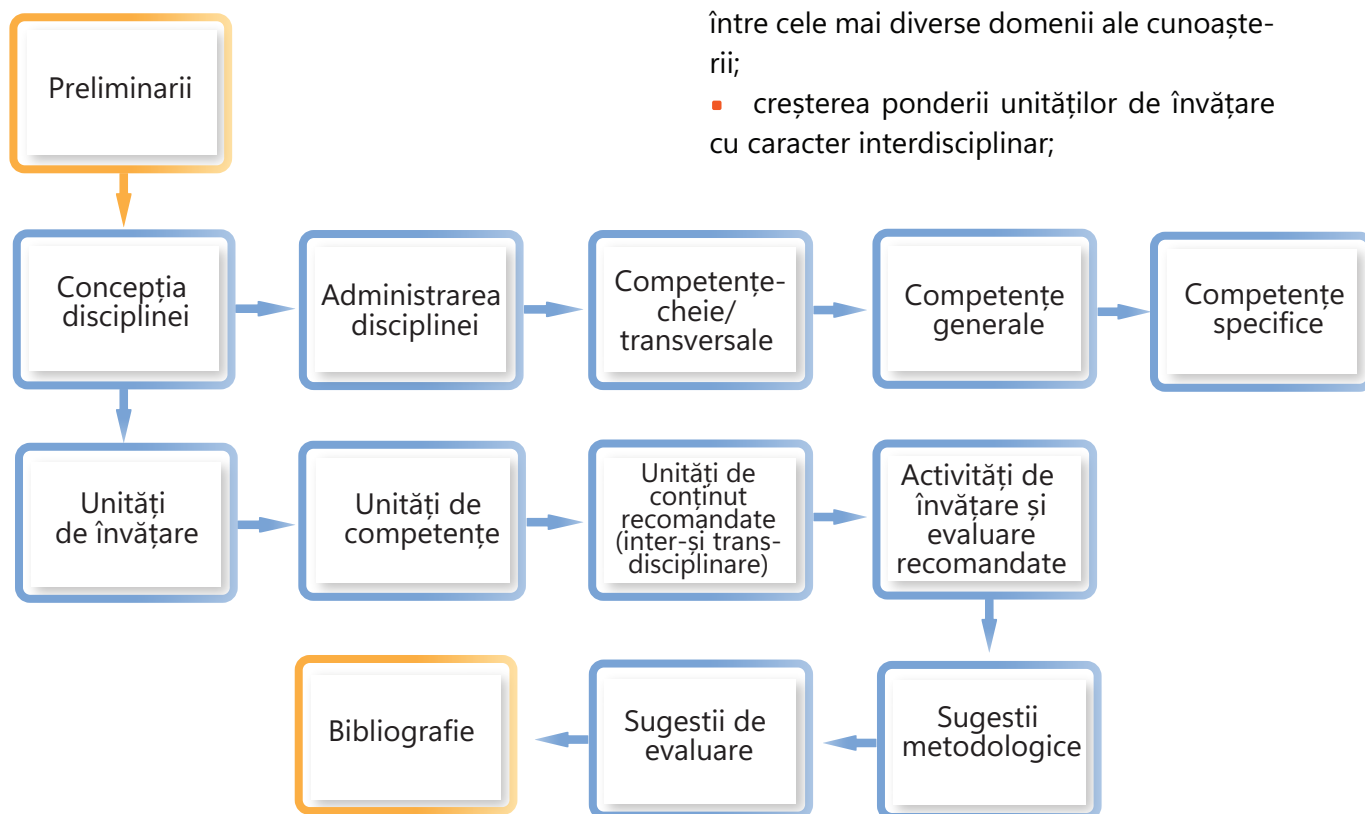 între cele mai diverse domenii ale cunoaște-
rii;
▪ creșterea ponderii unităților de învățare
cu caracter interdisciplinar;
Preliminarii
Concepția
disciplinei
Administrarea
disciplinei
Competențe-
cheie/
transversale
Competențe
generale
Competențe
specifice
Unități
de învățare
Unități de
competențe
Unități de
conținut
recomandate
(inter-și trans-
disciplinare)
Activități de
învățare și
evaluare
recomandate
Sugestii
metodologice
Sugestii de
evaluare
Bibliografie